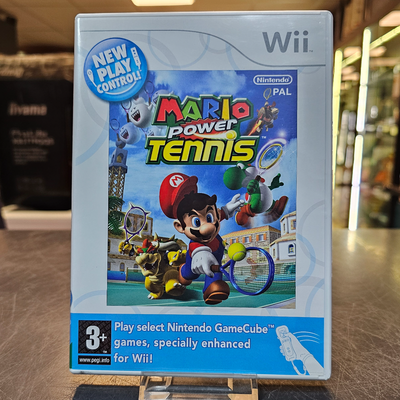 NEW
PLAY
CONTROL!
Wii
Nintendo
PAL
MARIO
POWER
TENNIS
iiyama
3+
www.pegi.info
Play select Nintendo GameCube™
games, specially enhanced
for Wii!